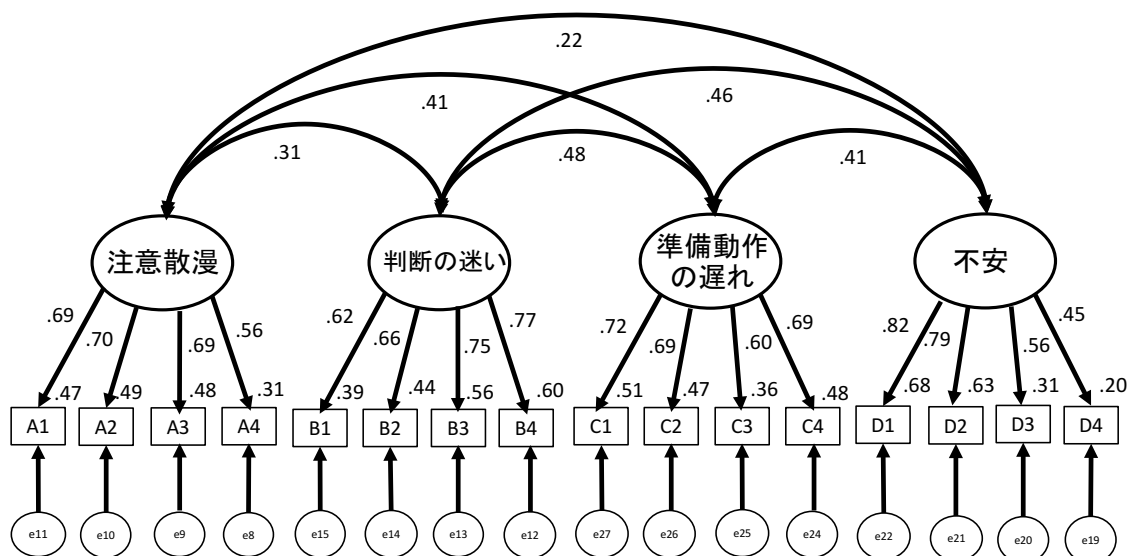 .22
.41
.46
.31
.48
.41
注意散漫
判断の迷い
準備動作
の遅れ
不安
.69
.70
.69
.56
.62
.66
.75
.77
.72
.69
.60
.69
.82
.79
.56
.45
.47
.49
.48
.31
.39
.44
.56
.60
.51
.47
.36
.48
.68
.63
.31
.20
A1
A2
A3
A4
B1
B2
B3
B4
C1
C2
C3
C4
D1
D2
D3
D4
e11
e10
e9
e8
e15
e14
e13
e12
e27
e26
e25
e24
e22
e21
e20
e19